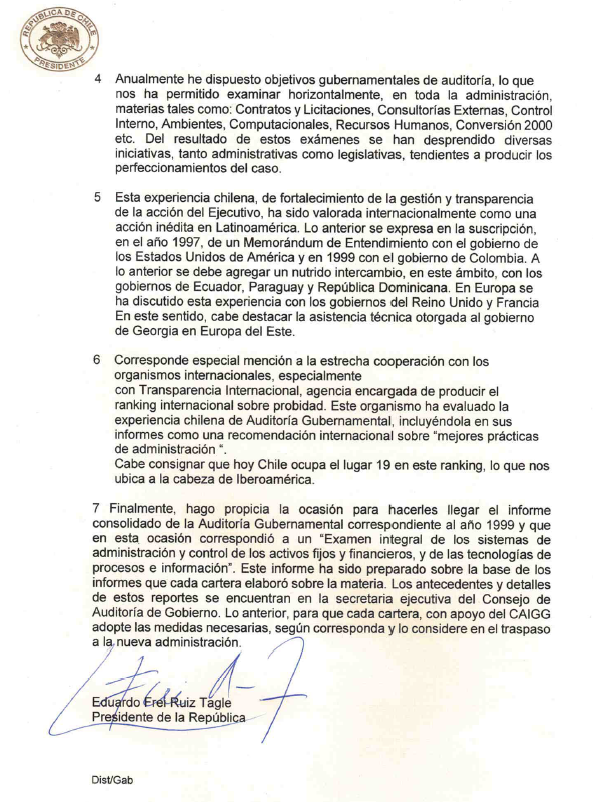 REPUBLICA DE CHILE
PRESIDENTE
4 Anualmente he dispuesto objetivos gubernamentales de auditoría, lo que
nos ha permitido examinar horizontalmente, en toda la administración,
materias tales como: Contratos y Licitaciones, Consultorías Externas, Control
Interno, Ambientes, Computacionales, Recursos Humanos, Conversión 2000
etc. Del resultado de estos exámenes se han desprendido diversas
iniciativas, tanto administrativas como legislativas, tendientes a producir los
perfeccionamientos del caso.
5 Esta experiencia chilena, de fortalecimiento de la gestión y transparencia
de la acción del Ejecutivo, ha sido valorada internacionalmente como una
acción inédita en Latinoamérica. Lo anterior se expresa en la suscripción,
en el año 1997, de un Memorándum de Entendimiento con el gobierno de
los Estados Unidos de América y en 1999 con el gobierno de Colombia. A
lo anterior se debe agregar un nutrido intercambio, en este ámbito, con los
gobiernos de Ecuador, Paraguay y República Dominicana. En Europa se
ha discutido esta experiencia con los gobiernos del Reino Unido y Francia
En este sentido, cabe destacar la asistencia técnica otorgada al gobierno
de Georgia en Europa del Este.
6 Corresponde especial mención a la estrecha cooperación con los
organismos internacionales, especialmente
con Transparencia Internacional, agencia encargada de producir el
ranking internacional sobre probidad. Este organismo ha evaluado la
experiencia chilena de Auditoría Gubernamental, incluyéndola en sus
informes como una recomendación internacional sobre "mejores prácticas
de administración ".
Cabe consignar que hoy Chile ocupa el lugar 19 en este ranking, lo que nos
ubica a la cabeza de Iberoamérica.
7 Finalmente, hago propicia la ocasión para hacerles llegar el informe
consolidado de la Auditoría Gubernamental correspondiente al año 1999 y que
en esta ocasión correspondió a un "Examen integral de los sistemas de
administración y control de los activos fijos y financieros, y de las tecnologías de
procesos e información". Este informe ha sido preparado sobre la base de los
informes que cada cartera elaboró sobre la materia. Los antecedentes y detalles
de estos reportes se encuentran en la secretaria ejecutiva del Consejo de
Auditoría de Gobierno. Lo anterior, para que cada cartera, con apoyo del CAIGG
adopte las medidas necesarias, según corresponda y lo considere en el traspaso
a la nueva administración.
Eduardo Frei Ruiz Tagle
Presidente de la República
Dist/Gab